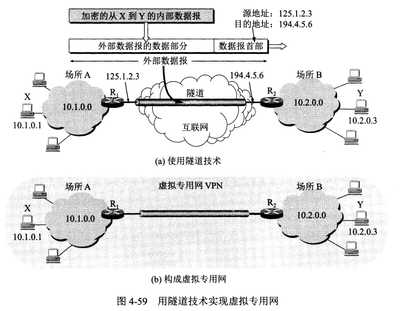 加密的从 X 到 Y 的内部数据报
源地址：125.1.2.3
目的地址：194.4.5.6
外部数据报的数据部分 数据报首部
外部数据报
场所 A 125.1.2.3 隧道 194.4.5.6 场所 B
X 10.1.0.0 R1 互联网 R2 10.2.0.0 Y
10.1.0.1 10.2.0.3
(a) 使用隧道技术
场所 A 虚拟专用网 VPN 场所 B
X 10.1.0.0 R1 R2 10.2.0.0 Y
10.1.0.1 10.2.0.3
(b) 构成虚拟专用网
图 4-59 用隧道技术实现虚拟专用网